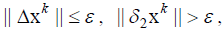 ‖ Δx^k ‖ ≤ ε , ‖ δ₂x^k ‖ > ε ,